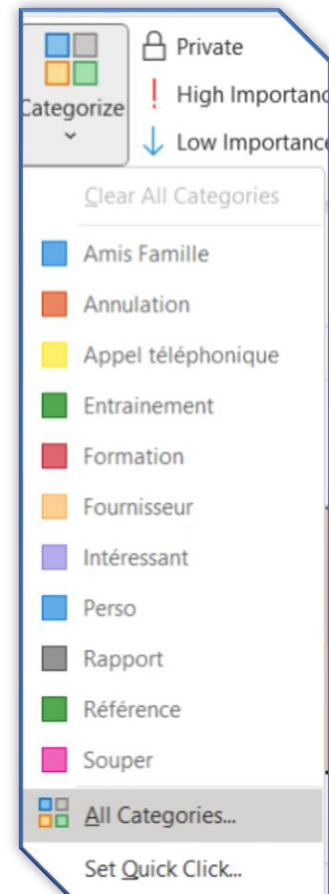 Private
High Importanc
Low Importance
Categorize
Clear All Categories
Amis Famille
Annulation
Appel téléphonique
Entrainement
Formation
Fournisseur
Intéressant
Perso
Rapport
Référence
Souper
All Categories...
Set Quick Click...